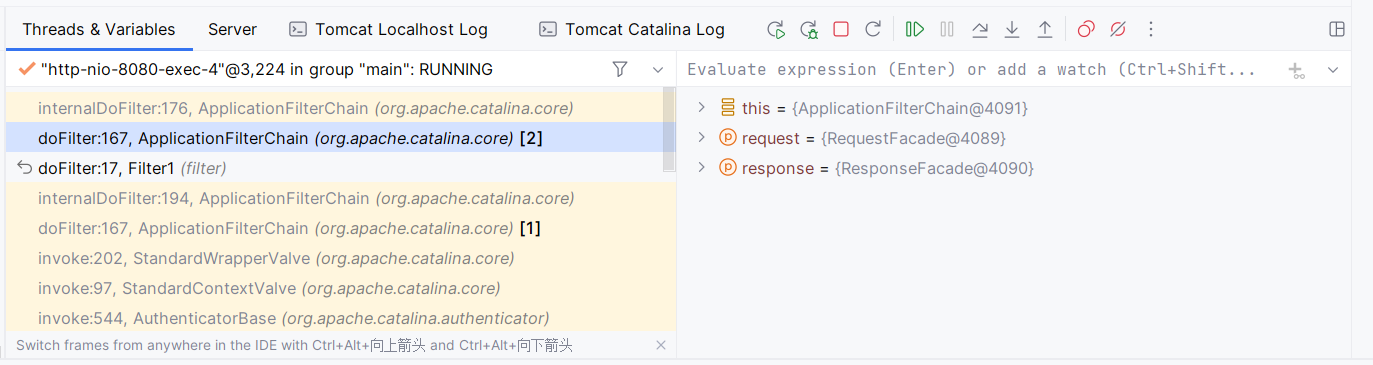 Threads & Variables Server Tomcat Localhost Log Tomcat Catalina Log
"http-nio-8080-exec-4"@3,224 in group "main": RUNNING
Evaluate expression (Enter) or add a watch (Ctrl+Shift...
internalDoFilter:176, ApplicationFilterChain (org.apache.catalina.core)
doFilter:167, ApplicationFilterChain (org.apache.catalina.core) [2]
doFilter:17, Filter1 (filter)
internalDoFilter:194, ApplicationFilterChain (org.apache.catalina.core)
doFilter:167, ApplicationFilterChain (org.apache.catalina.core) [1]
invoke:202, StandardWrapperValve (org.apache.catalina.core)
invoke:97, StandardContextValve (org.apache.catalina.core)
invoke:544, AuthenticatorBase (org.apache.catalina.authenticator)
Switch frames from anywhere in the IDE with Ctrl+Alt+向上箭头 and Ctrl+Alt+向下箭头
this = {ApplicationFilterChain@4091}
request = {RequestFacade@4089}
response = {ResponseFacade@4090}